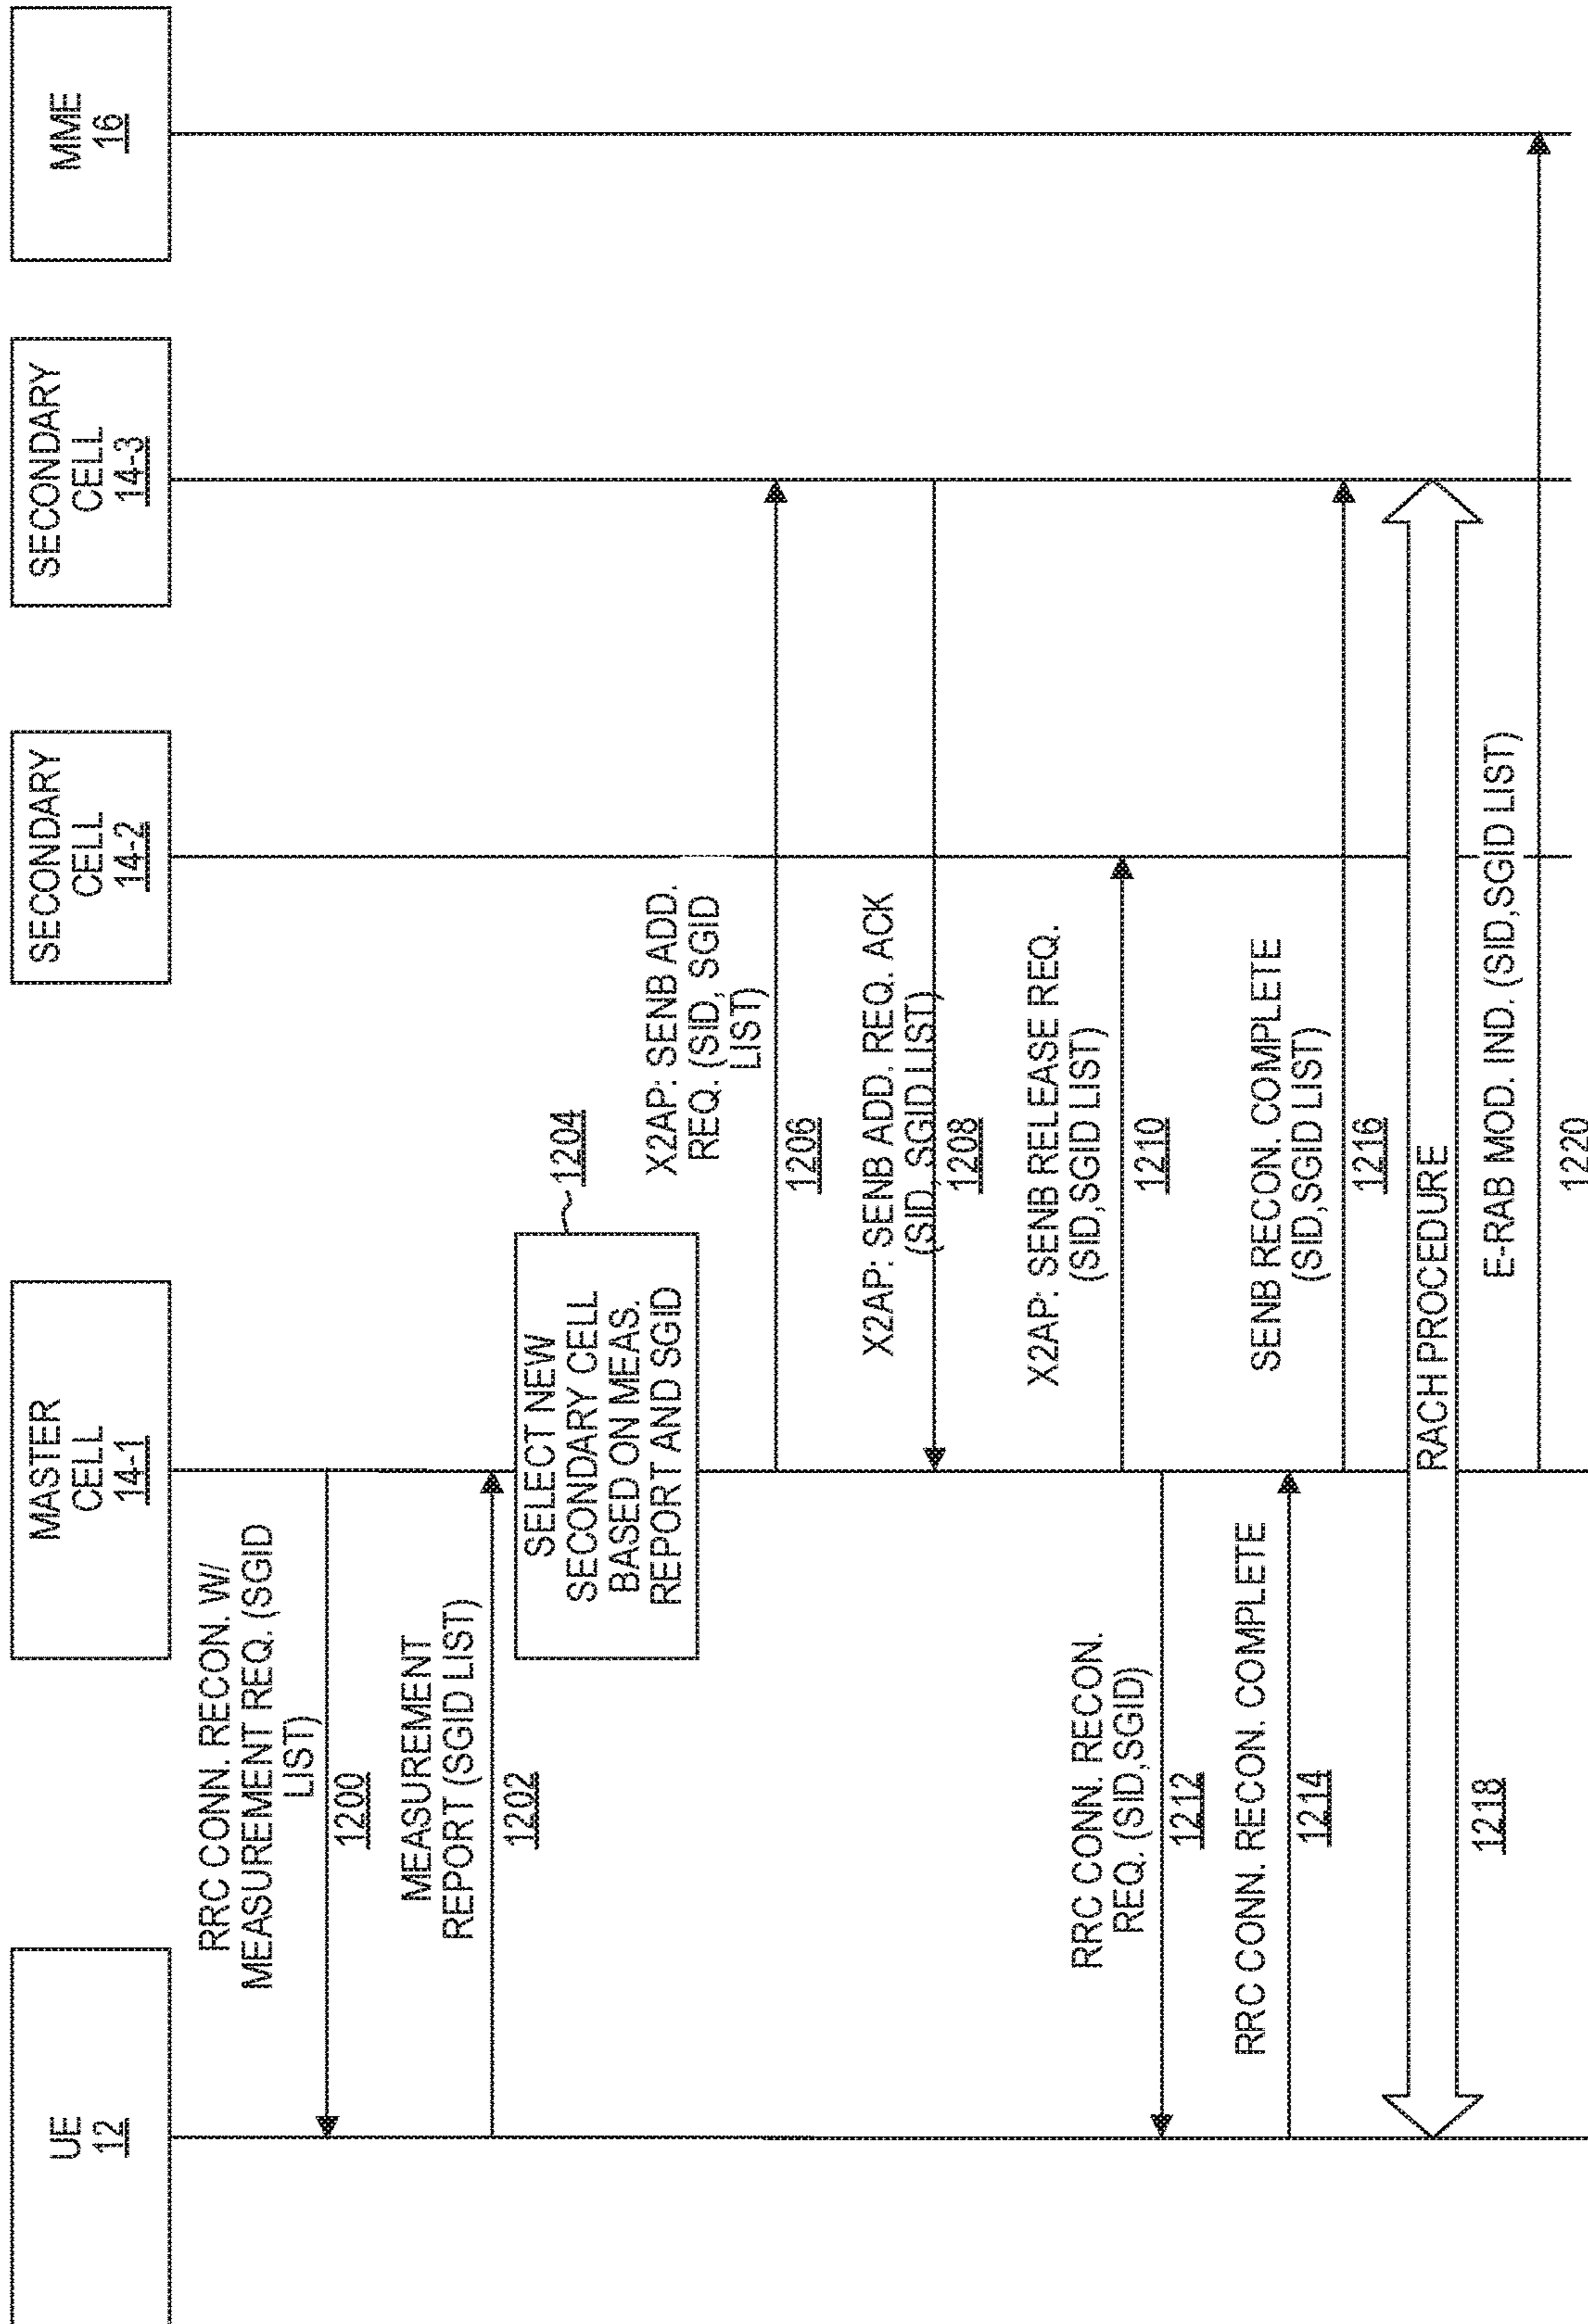 UE
12
MASTER
CELL
14-1
SECONDARY
CELL
14-2
SECONDARY
CELL
14-3
MME
16
RRC CONN. RECON. W/
MEASUREMENT REQ. (SGID
LIST)
1200
MEASUREMENT
REPORT (SGID LIST)
1202
SELECT NEW
SECONDARY CELL
BASED ON MEAS.
REPORT AND SGID
1204
X2AP: SENB ADD.
REQ. (SID, SGID
LIST)
1206
X2AP: SENB ADD. REQ. ACK
(SID, SGID LIST)
1208
X2AP: SENB RELEASE REQ.
(SID,SGID LIST)
1210
RRC CONN. RECON.
REQ. (SID,SGID)
1212
RRC CONN. RECON. COMPLETE
1214
SENB RECON. COMPLETE
(SID,SGID LIST)
1216
RACH PROCEDURE
1218
E-RAB MOD. IND. (SID,SGID LIST)
1220